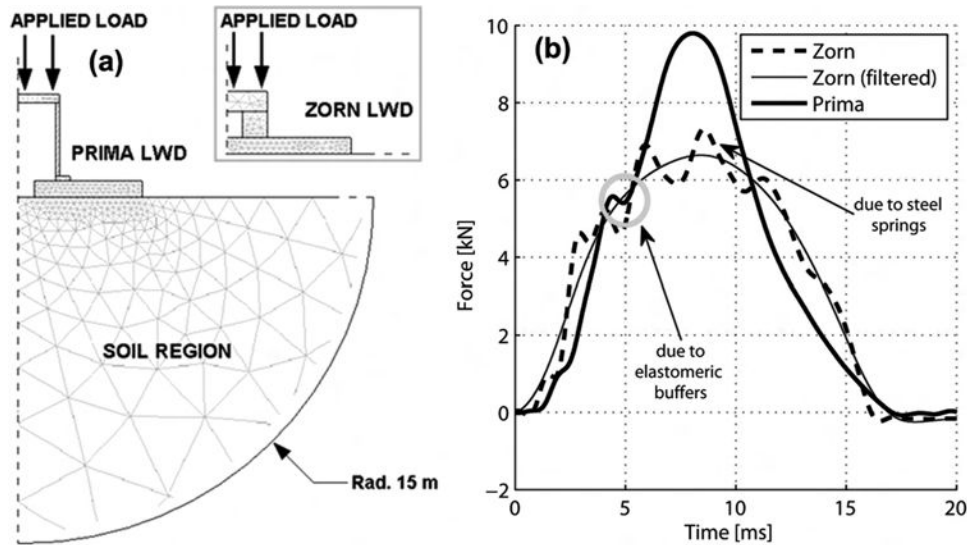 APPLIED LOAD
(a)
PRIMA LWD
APPLIED LOAD
ZORN LWD
SOIL REGION
Rad. 15 m
(b)
Zorn
Zorn (filtered)
Prima
due to steel
springs
due to
elastomeric
buffers
Force [kN]
10
8
6
4
2
0
−2
0
5
10
15
20
Time [ms]